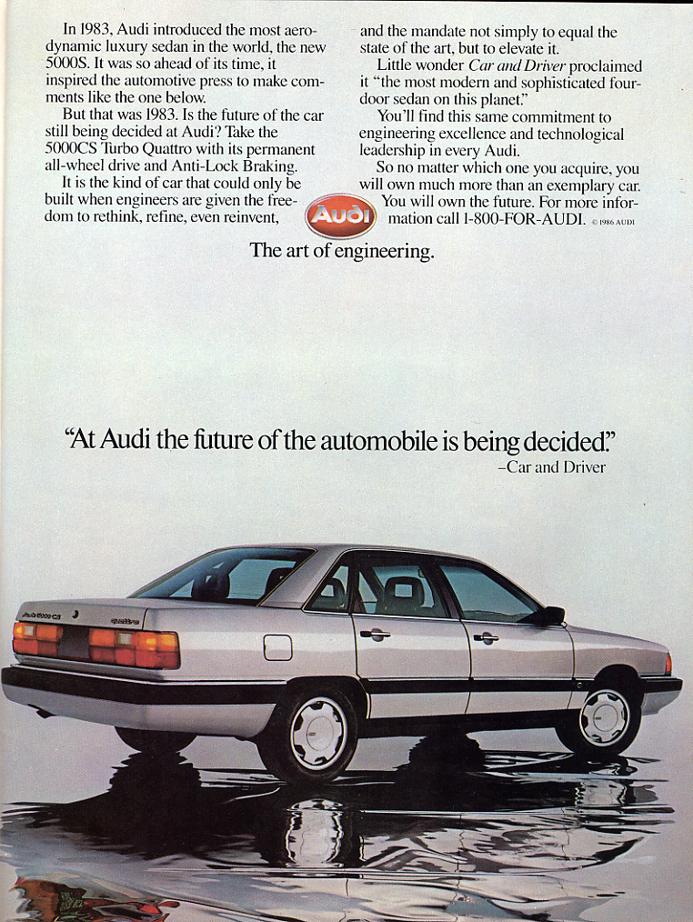 In 1983, Audi introduced the most aero-
dynamic luxury sedan in the world, the new
5000S. It was so ahead of its time, it
inspired the automotive press to make com-
ments like the one below.
But that was 1983. Is the future of the car
still being decided at Audi? Take the
5000CS Turbo Quattro with its permanent
all-wheel drive and Anti-Lock Braking.
It is the kind of car that could only be
built when engineers are given the free-
dom to rethink, refine, even reinvent,
and the mandate not simply to equal the
state of the art, but to elevate it.
Little wonder Car and Driver proclaimed
it “the most modern and sophisticated four-
door sedan on this planet.”
You’ll find this same commitment to
engineering excellence and technological
leadership in every Audi.
So no matter which one you acquire, you
will own much more than an exemplary car.
You will own the future. For more infor-
mation call 1-800-FOR-AUDI. © 1986 AUDI
Audi
The art of engineering.
“At Audi the future of the automobile is being decided.”
–Car and Driver
Audi 5000 CS
quattro